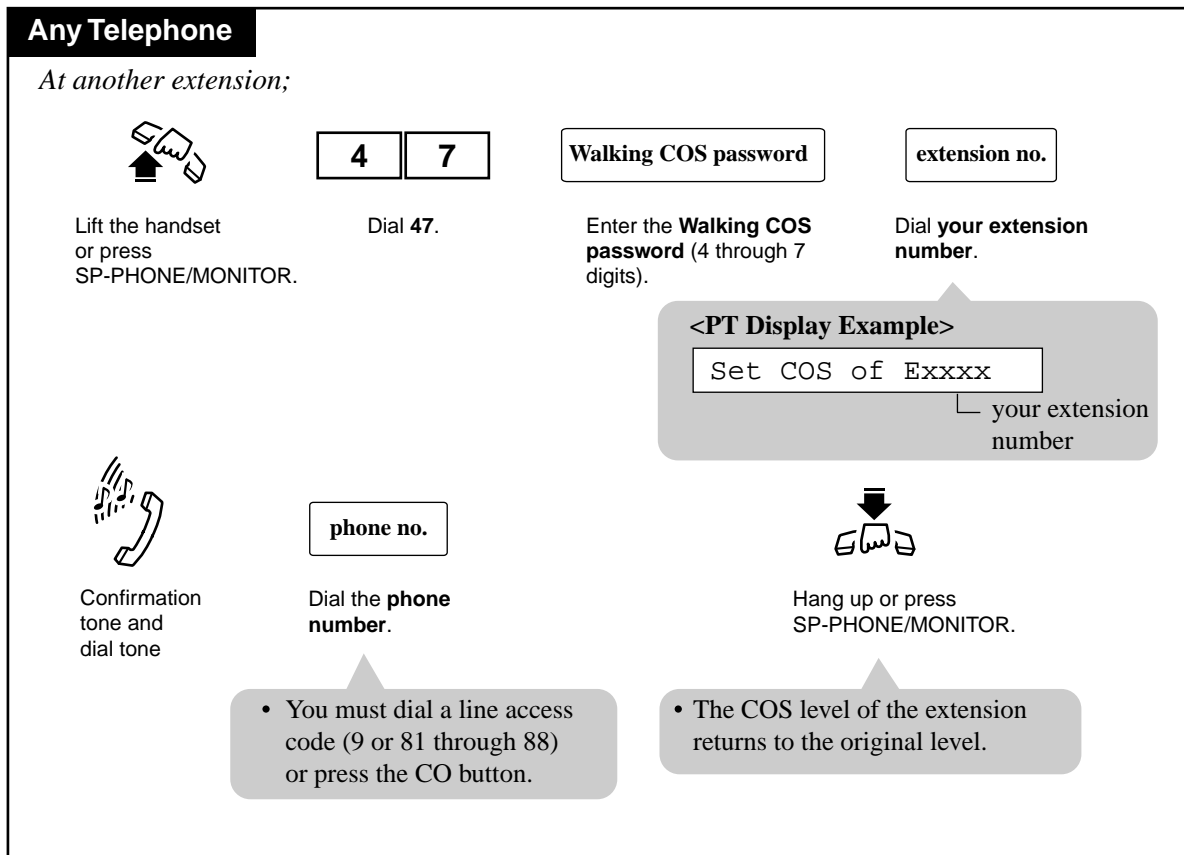 Any Telephone
At another extension;
4 7
Walking COS password
extension no.
Lift the handset
or press
SP-PHONE/MONITOR.
Dial 47.
Enter the Walking COS
password (4 through 7
digits).
Dial your extension
number.
<PT Display Example>
Set COS of Exxxx
your extension
number
phone no.
Confirmation
tone and
dial tone
Dial the phone
number.
Hang up or press
SP-PHONE/MONITOR.
• You must dial a line access
code (9 or 81 through 88)
or press the CO button.
• The COS level of the extension
returns to the original level.